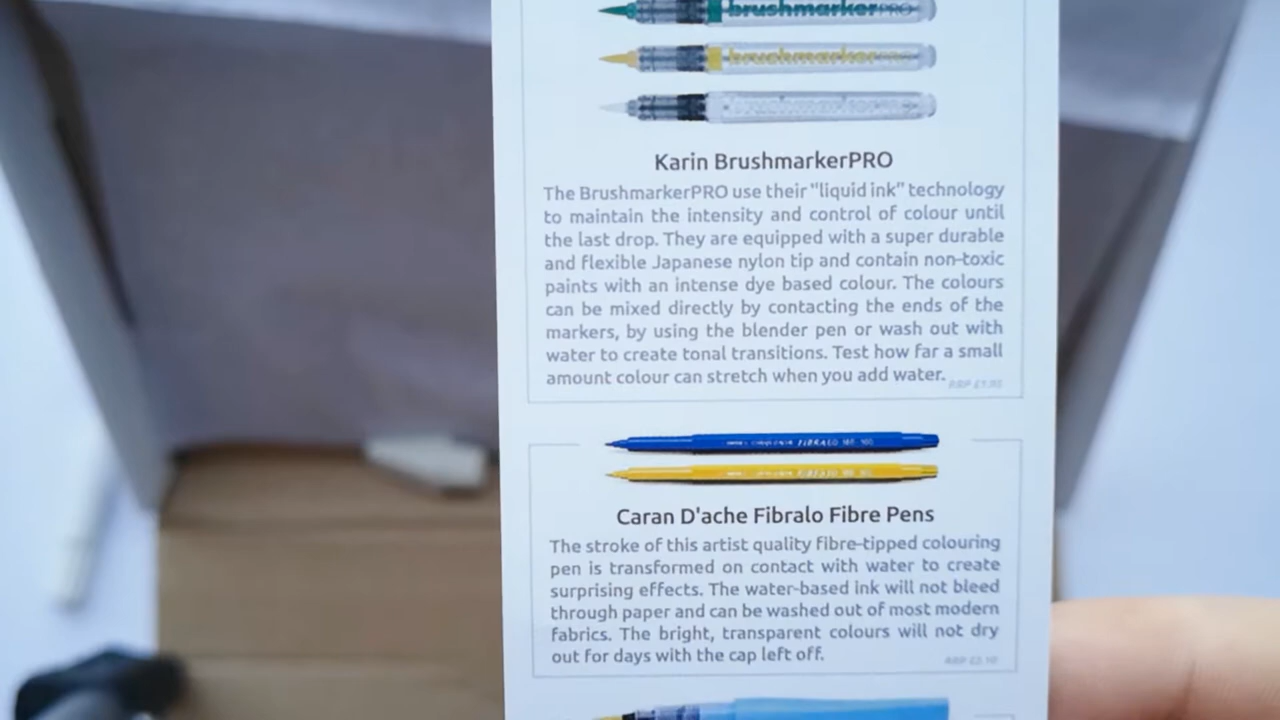 brushmarkerPRO
brushmarkerPRO
Karin BrushmarkerPRO
The BrushmarkerPRO use their "liquid ink" technology
to maintain the intensity and control of colour until
the last drop. They are equipped with a super durable
and flexible Japanese nylon tip and contain non-toxic
paints with an intense dye based colour. The colours
can be mixed directly by contacting the ends of the
markers, by using the blender pen or wash out with
water to create tonal transitions. Test how far a small
amount colour can stretch when you add water.
FIBRALO
FIBRALO
Caran D'ache Fibralo Fibre Pens
The stroke of this artist quality fibre-tipped colouring
pen is transformed on contact with water to create
surprising effects. The water-based ink will not bleed
through paper and can be washed out of most modern
fabrics. The bright, transparent colours will not dry
out for days with the cap left off.